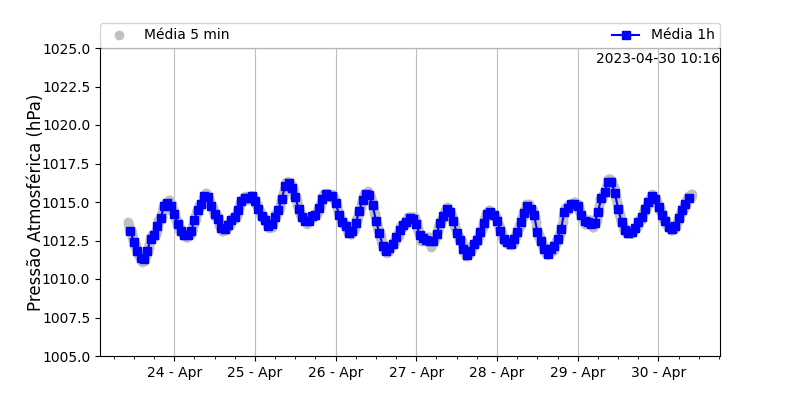 Média 5 min
Média 1h
2023-04-30 10:16
Pressão Atmosférica (hPa)
1025.0
1022.5
1020.0
1017.5
1015.0
1012.5
1010.0
1007.5
1005.0
24 - Apr
25 - Apr
26 - Apr
27 - Apr
28 - Apr
29 - Apr
30 - Apr